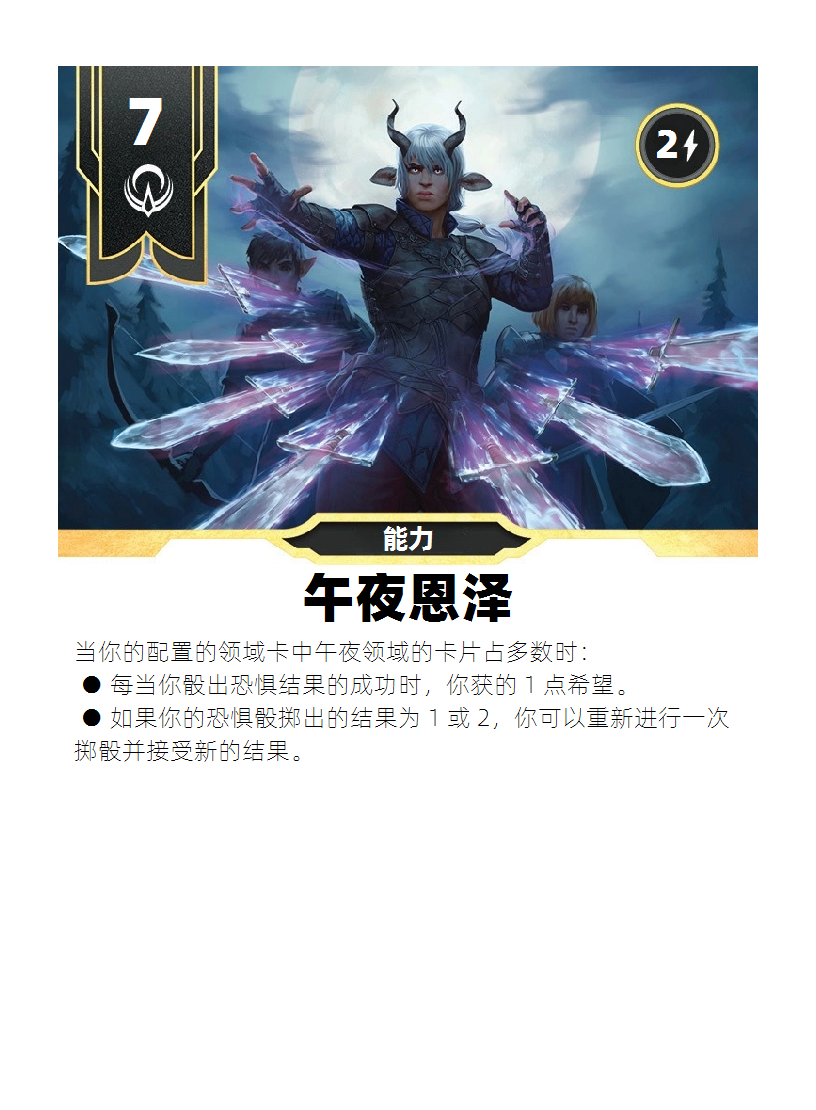 7
2
能力
午夜恩泽
当你的配置的领域卡中午夜领域的卡片占多数时：
● 每当你骰出恐惧结果的成功时，你获的 1 点希望。
● 如果你的恐惧骰掷出的结果为 1 或 2，你可以重新进行一次
掷骰并接受新的结果。